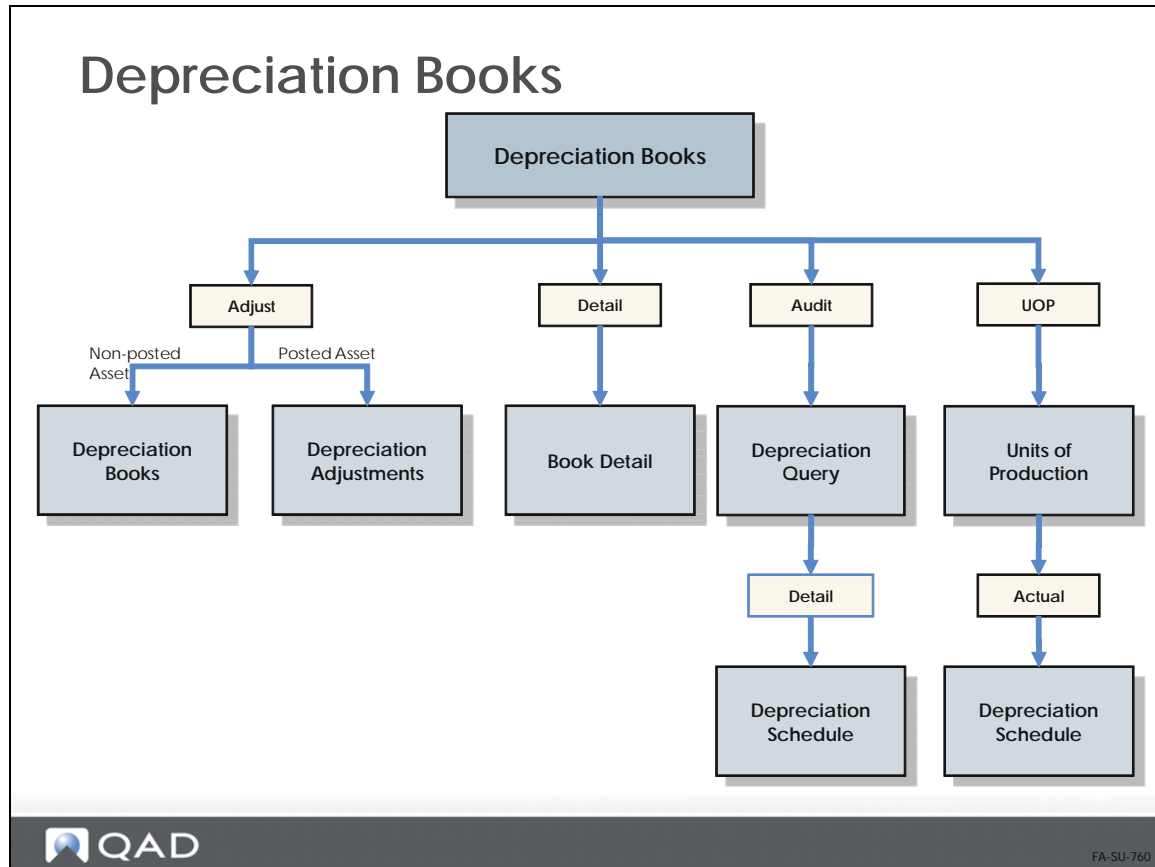 Depreciation Books
Depreciation Books
Adjust
Detail
Audit
UOP
Non-posted
Asset
Posted Asset
Depreciation
Books
Depreciation
Adjustments
Book Detail
Depreciation
Query
Units of
Production
Detail
Actual
Depreciation
Schedule
Depreciation
Schedule
QAD
FA-SU-760